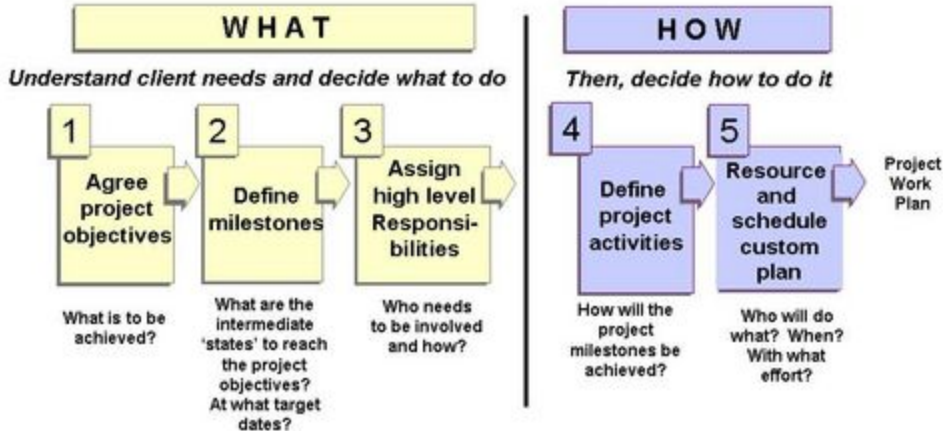 WHAT
Understand client needs and decide what to do
1
Agree
project
objectives
What is to be
achieved?
2
Define
milestones
What are the
intermediate
'states' to reach
the project
objectives?
At what target
dates?
3
Assign
high level
Responsi-
bilities
Who needs
to be involved
and how?
HOW
Then, decide how to do it
4
Define
project
activities
How will the
project
milestones be
achieved?
5
Resource
and
schedule
custom
plan
Who will do
what? When?
With what
effort?
Project
Work
Plan